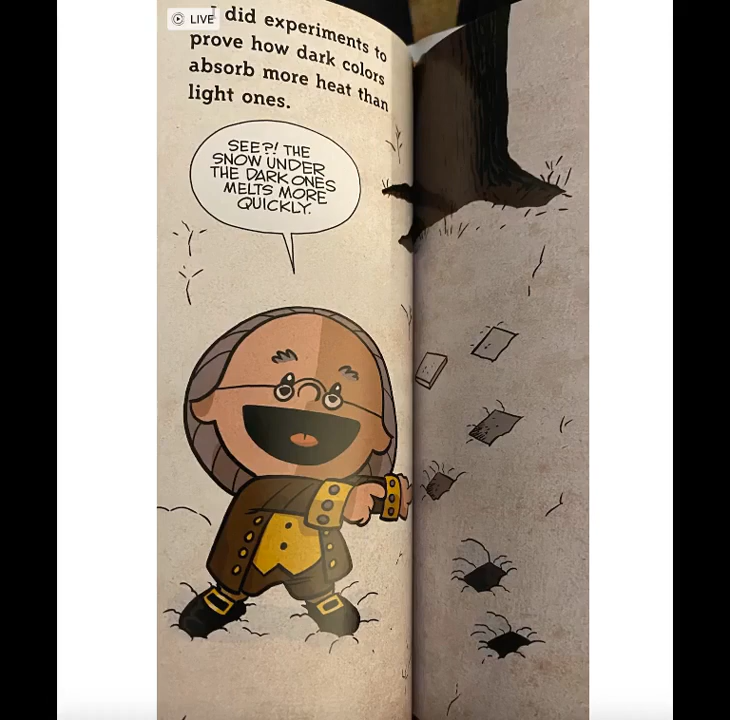 LIVE
I did experiments to
prove how dark colors
absorb more heat than
light ones.
SEE?! THE
SNOW UNDER
THE DARK ONES
MELTS MORE
QUICKLY.